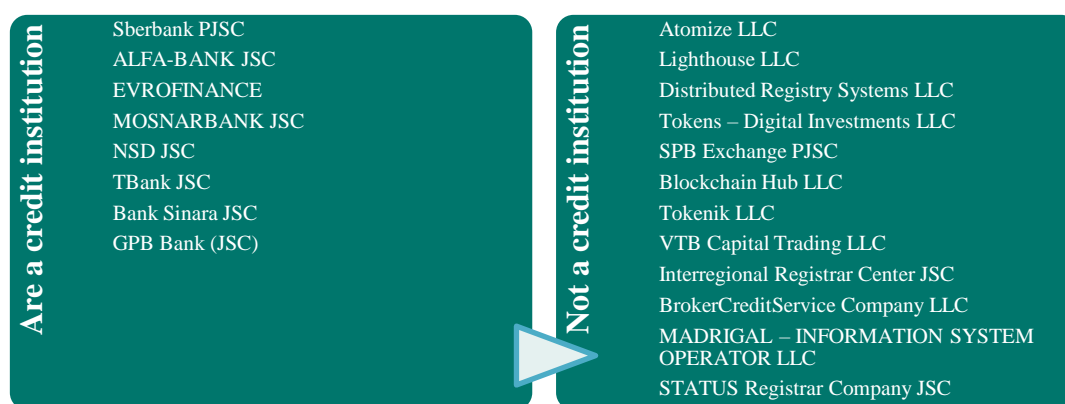 Are a credit institution
Sberbank PJSC
ALFA-BANK JSC
EVROFINANCE
MOSNARBANK JSC
NSD JSC
TBank JSC
Bank Sinara JSC
GPB Bank (JSC)
Not a credit institution
Atomize LLC
Lighthouse LLC
Distributed Registry Systems LLC
Tokens – Digital Investments LLC
SPB Exchange PJSC
Blockchain Hub LLC
Tokenik LLC
VTB Capital Trading LLC
Interregional Registrar Center JSC
BrokerCreditService Company LLC
MADRIGAL – INFORMATION SYSTEM
OPERATOR LLC
STATUS Registrar Company JSC